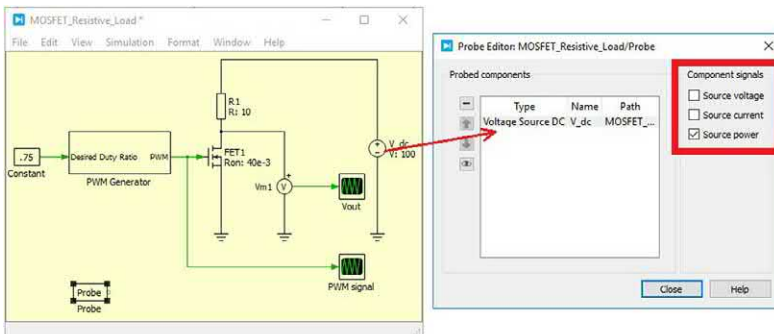 MOSFET_Resistive_Load *
File Edit View Simulation Format Window Help
R1
R: 10
.75
Constant
Desired Duty Ratio PWM
PWM Generator
FET1
Ron: 40e-3
Vm1
V
Vout
V_dc
V: 100
PWM signal
Probe
Probe
Probe Editor: MOSFET_Resistive_Load/Probe
Probed components
Type Name Path
Voltage Source DC V_dc MOSFET_...
Component signals
Source voltage
Source current
Source power
Close Help